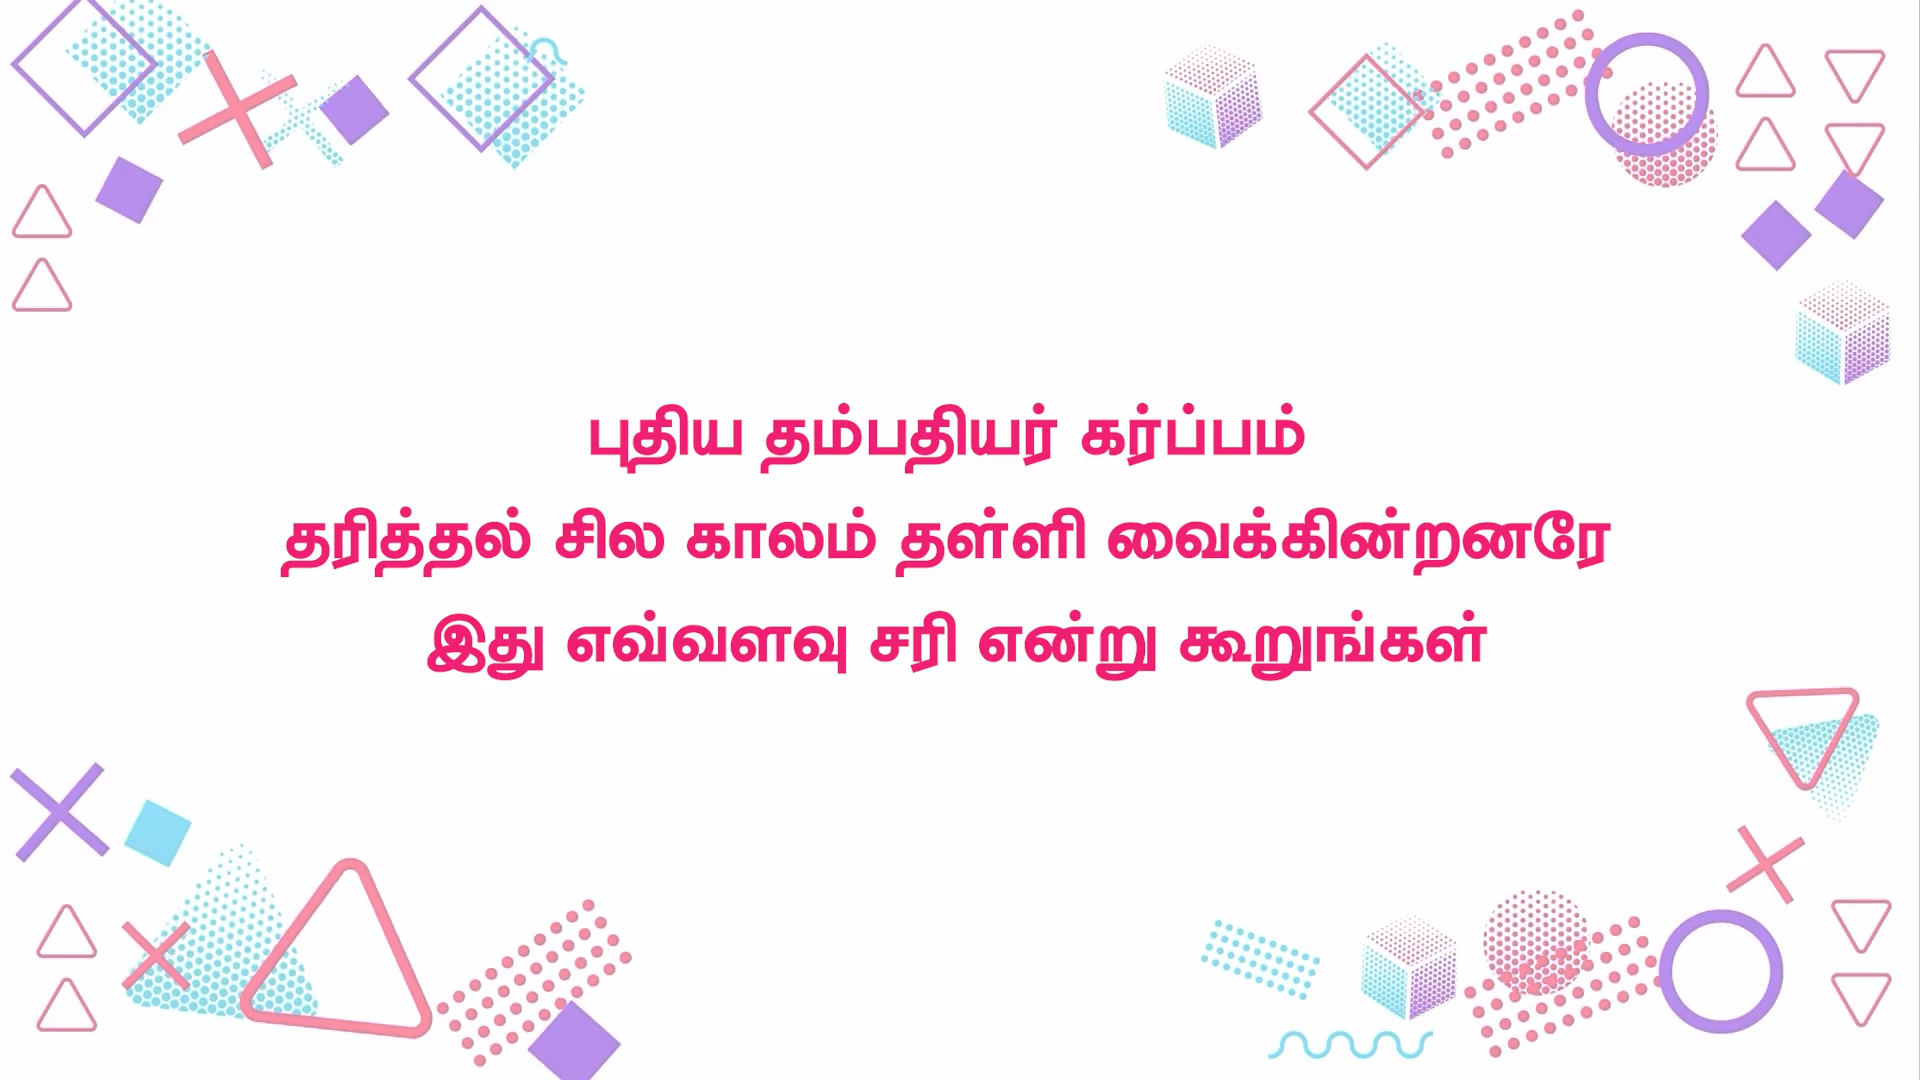 புதிய தம்பதியர் கர்ப்பம்
தரித்தல் சில காலம் தள்ளி வைக்கின்றனரே
இது எவ்வளவு சரி என்று கூறுங்கள்